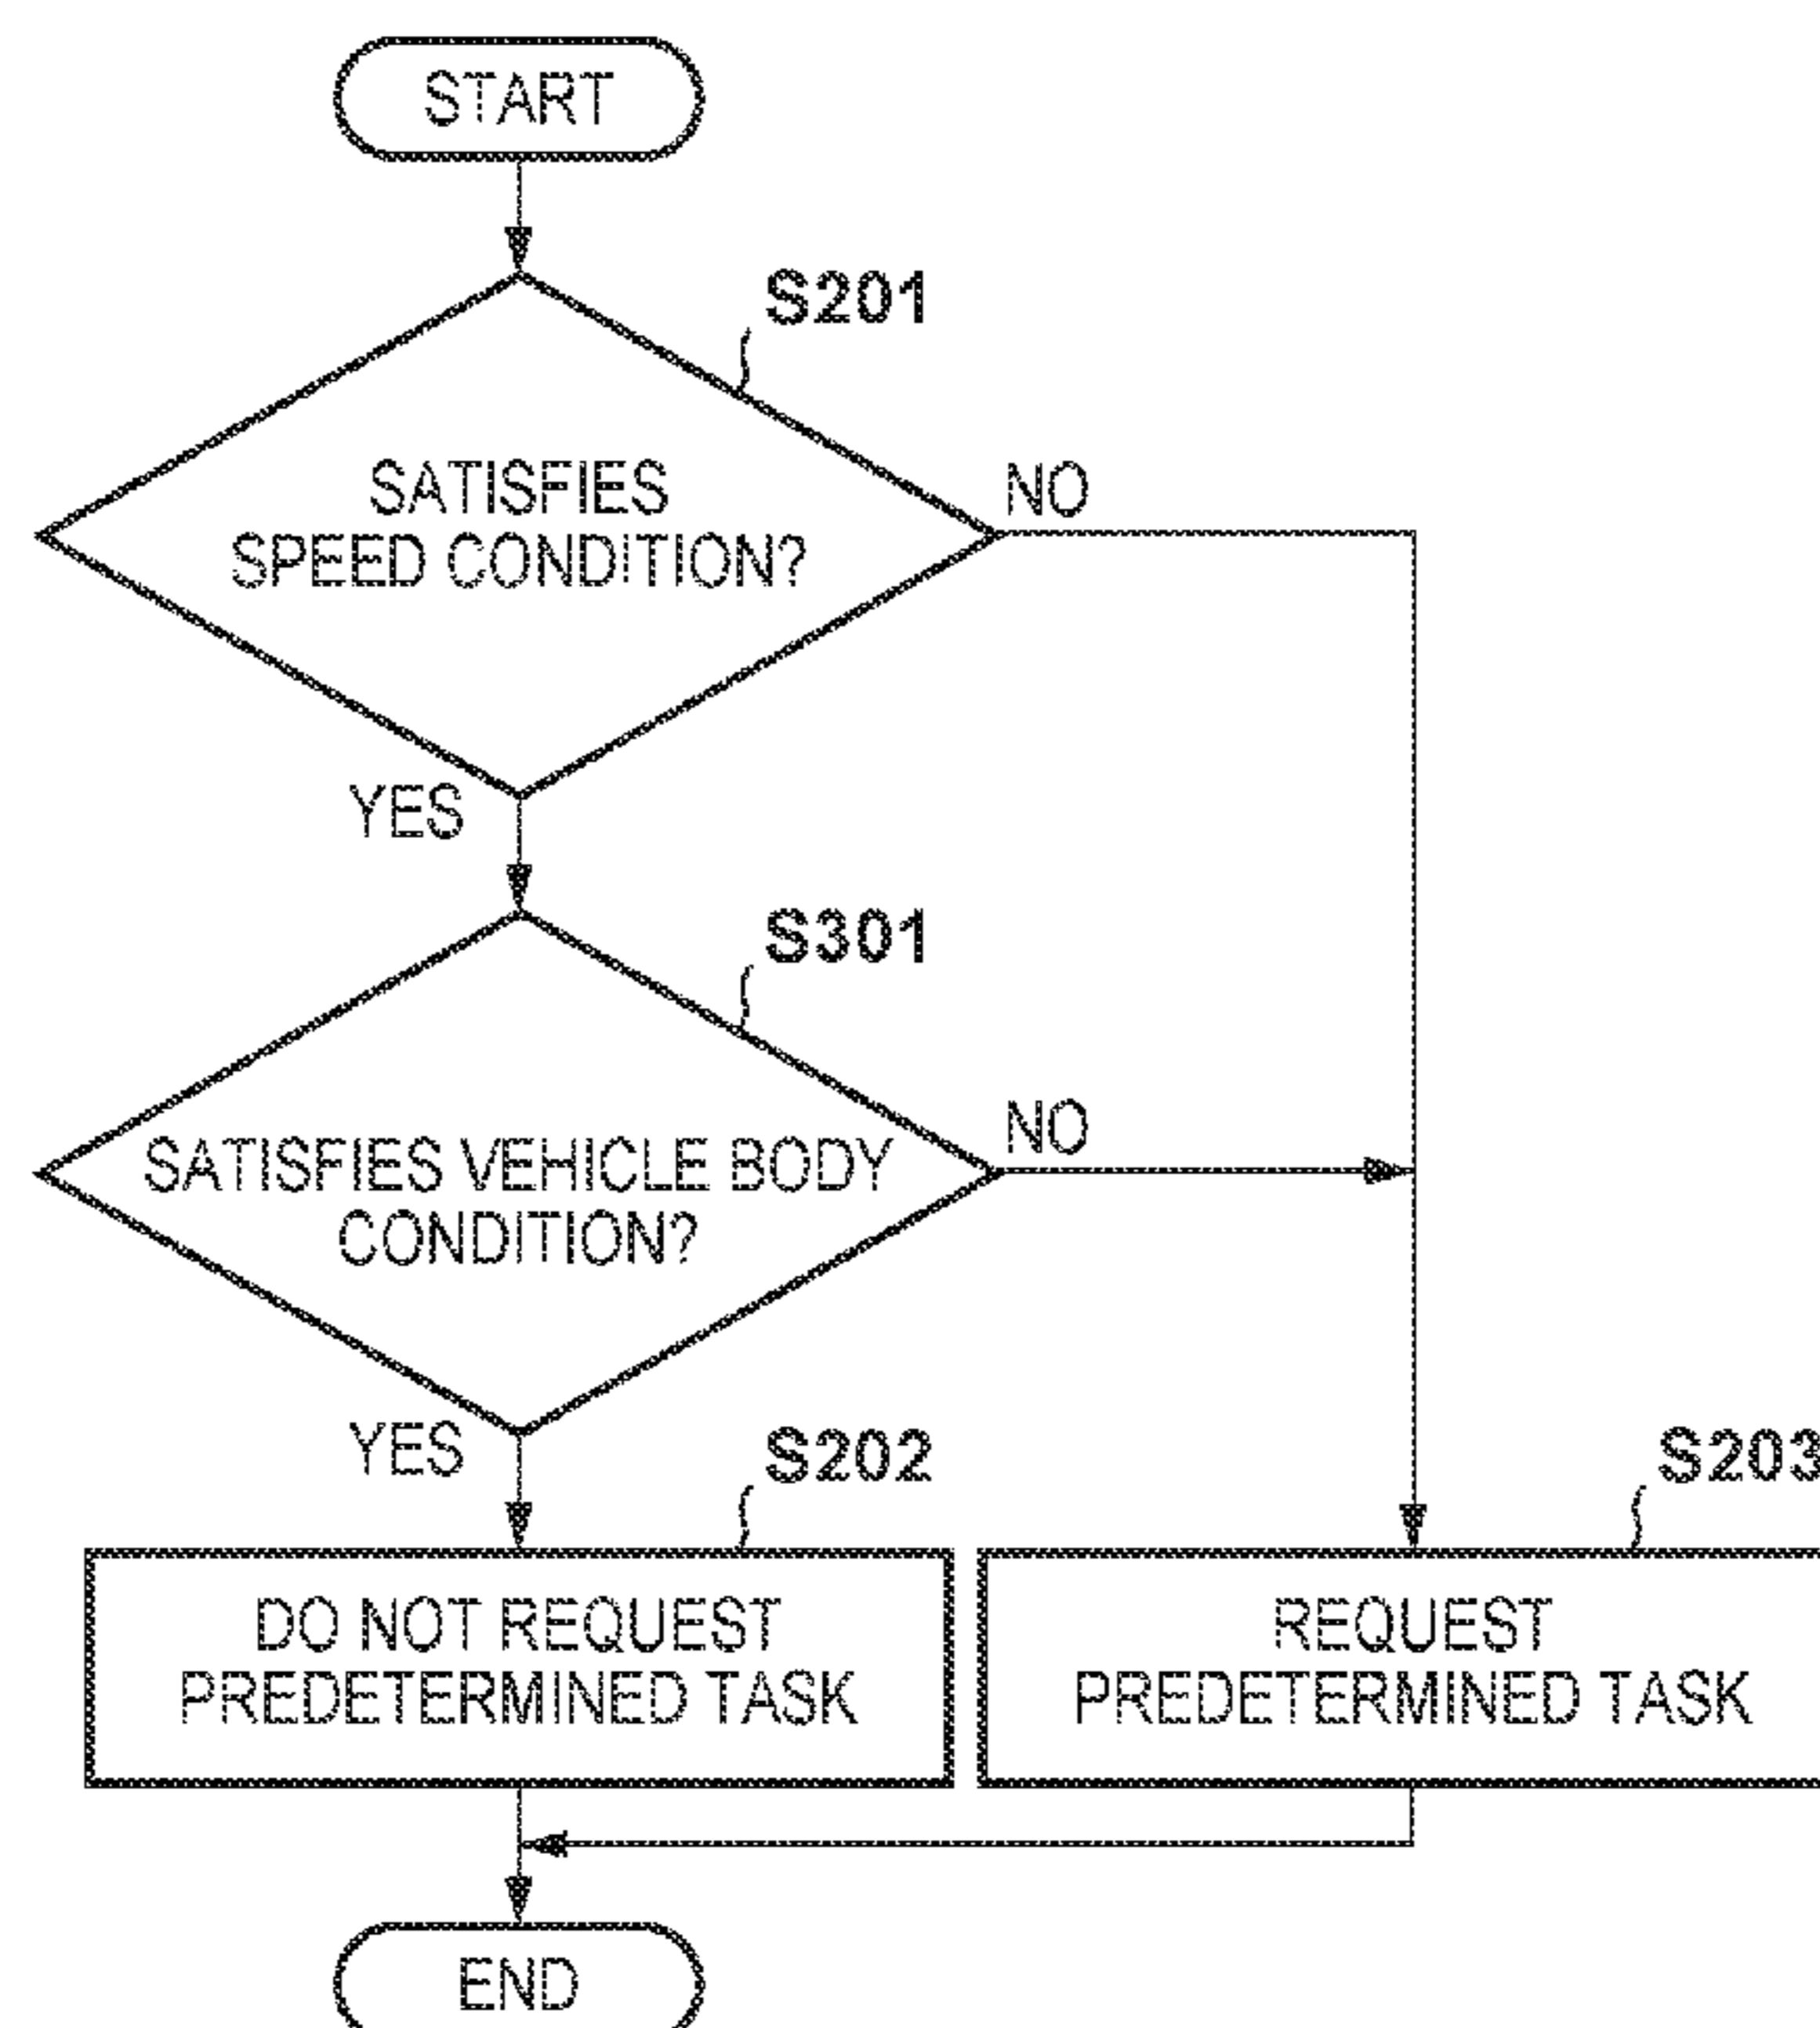 START
S201
SATISFIES
SPEED CONDITION?
NO
YES
S301
SATISFIES VEHICLE BODY
CONDITION?
NO
YES
S202
S203
DO NOT REQUEST
PREDETERMINED TASK
REQUEST
PREDETERMINED TASK
END